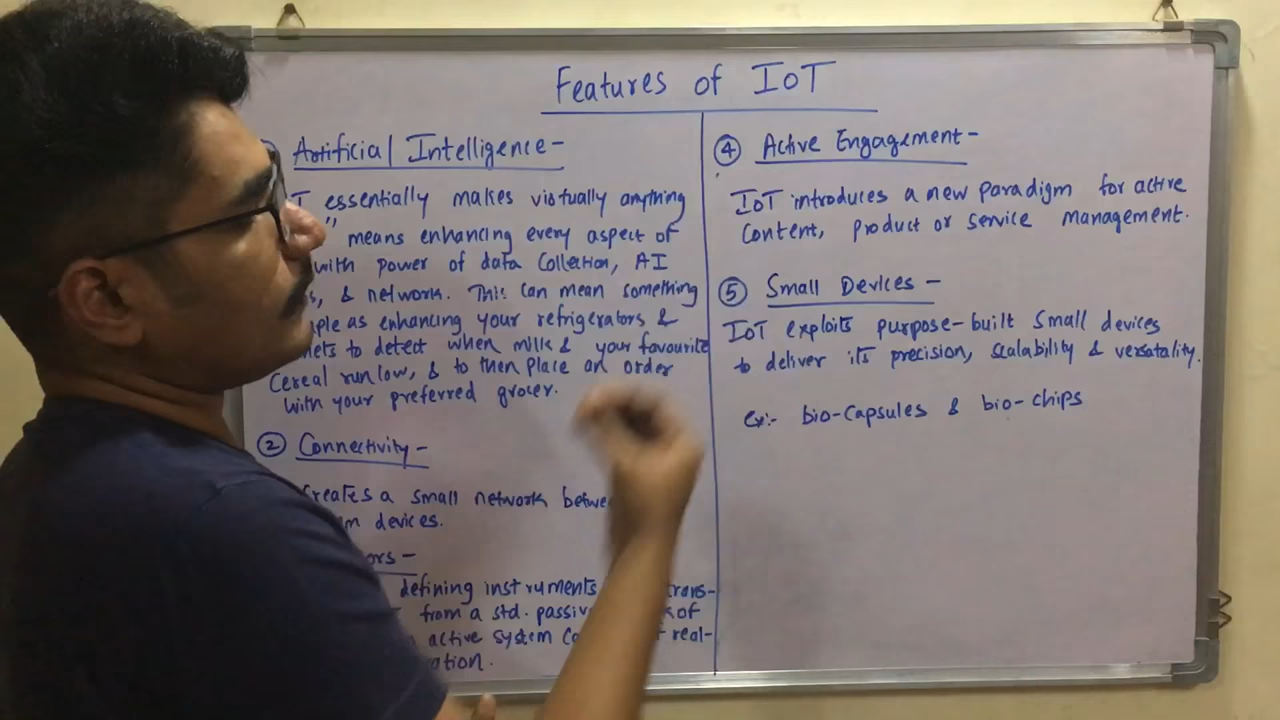 Features of IoT
Artificial Intelligence-
essentially makes virtually anything
" means enhancing every aspect of
with power of data Collection, AI
& network. This can mean something
as enhancing your refrigerators &
to detect when milk & your favourite
Cereal run low, & to then place an order
with your preferred grocer.
② Connectivity-
Creates a small network
devices.
defining instruments
from a std. passive of
active system real-
④ Active Engagement-
IoT introduces a new paradigm for active
Content, product or service management.
⑤ Small Devices-
IoT exploits purpose-built small devices
to deliver its precision, scalability & versatality.
Ex:- bio-capsules & bio-chips